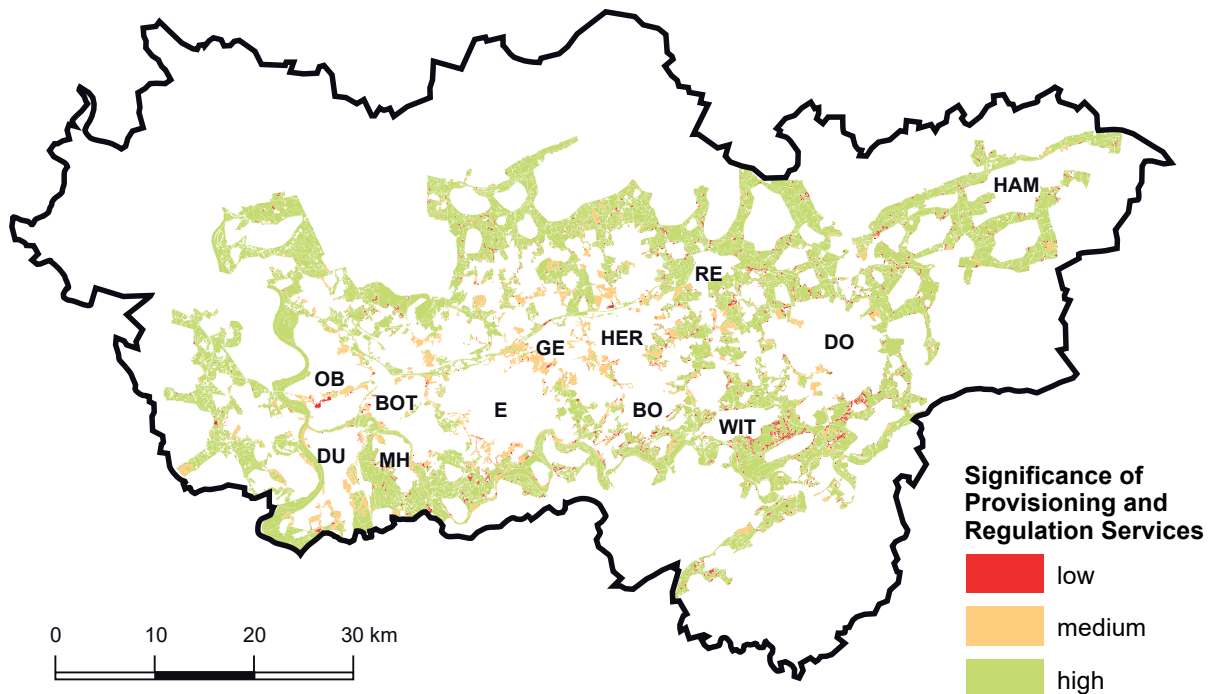 HAM
RE
HER
GE
DO
OB
BOT
E
BO
WIT
DU
MH
Significance of
Provisioning and
Regulation Services
low
medium
high
0 10 20 30 km